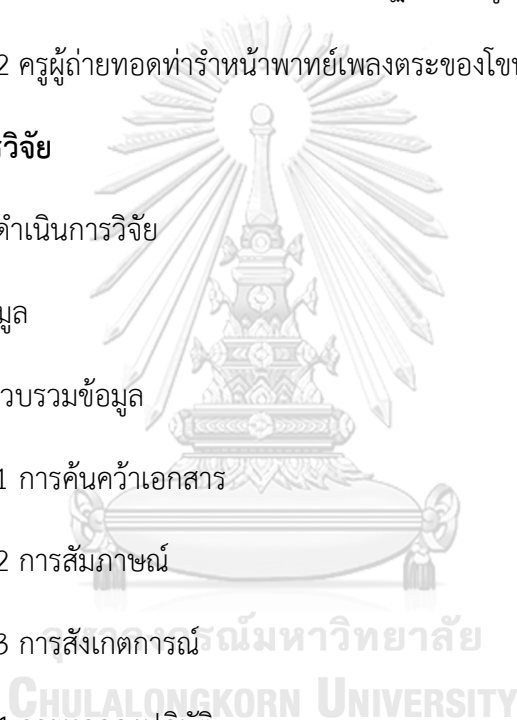 2 ครูผู้ถ่ายทอดท่ารำหน้าพาทย์เพลงตระของโขน
รวิจัย
ดำเนินการวิจัย
มูล
วบรวมข้อมูล
1 การค้นคว้าเอกสาร
2 การสัมภาษณ์
3 การสังเกตการณ์
จุฬาลงกรณ์มหาวิทยาลัย
CHULALONGKORN UNIVERSITY